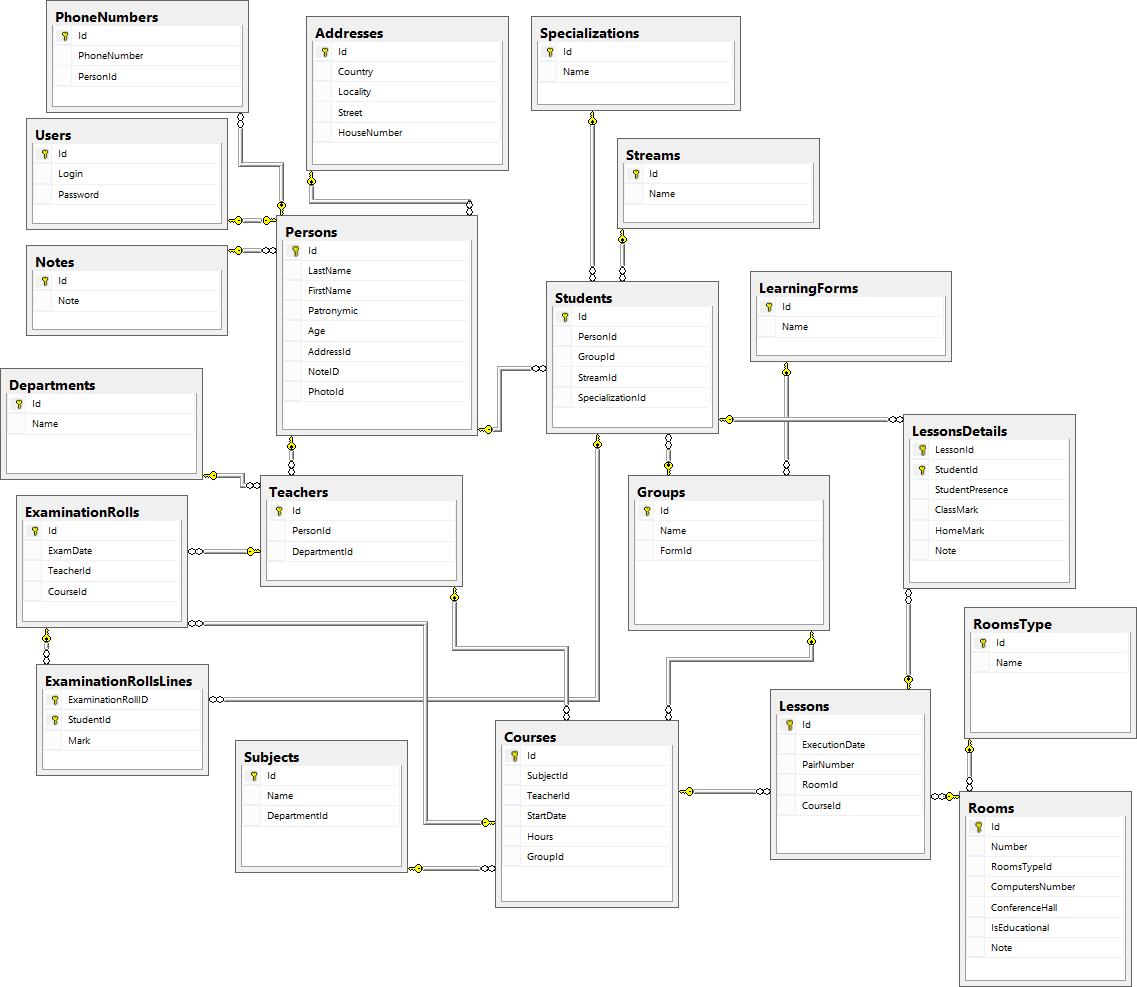 PhoneNumbers
Id
PhoneNumber
PersonId
Addresses
Id
Country
Locality
Street
HouseNumber
Specializations
Id
Name
Users
Id
Login
Password
Streams
Id
Name
Persons
Id
LastName
FirstName
Patronymic
Age
AddressId
NoteID
PhotoId
Notes
Id
Note
Students
Id
PersonId
GroupId
StreamId
SpecializationId
LearningForms
Id
Name
Departments
Id
Name
LessonsDetails
LessonId
StudentId
StudentPresence
ClassMark
HomeMark
Note
Teachers
Id
PersonId
DepartmentId
Groups
Id
Name
FormId
ExaminationRolls
Id
ExamDate
TeacherId
CourseId
RoomsType
Id
Name
ExaminationRollsLines
ExaminationRollID
StudentId
Mark
Lessons
Id
ExecutionDate
PairNumber
RoomId
CourseId
Courses
Id
SubjectId
TeacherId
StartDate
Hours
GroupId
Subjects
Id
Name
DepartmentId
Rooms
Id
Number
RoomsTypeId
ComputersNumber
ConferenceHall
IsEducational
Note